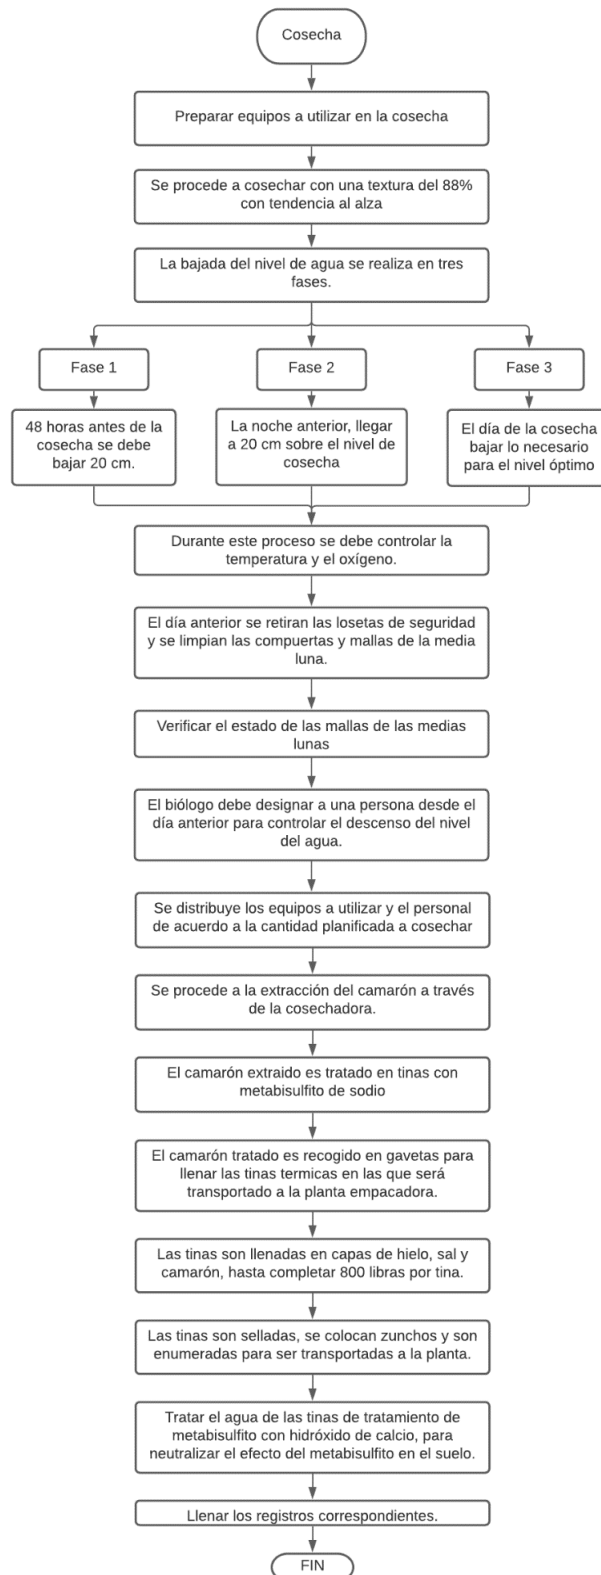 Cosecha
Preparar equipos a utilizar en la cosecha
Se procede a cosechar con una textura del 88%
con tendencia al alza
La bajada del nivel de agua se realiza en tres
fases.
Fase 1
Fase 2
Fase 3
48 horas antes de la
cosecha se debe
bajar 20 cm.
La noche anterior, llegar
a 20 cm sobre el nivel de
cosecha
El día de la cosecha
bajar lo necesario
para el nivel óptimo
Durante este proceso se debe controlar la
temperatura y el oxígeno.
El día anterior se retiran las losetas de seguridad
y se limpian las compuertas y mallas de la media
luna.
Verificar el estado de las mallas de las medias
lunas
El biólogo debe designar a una persona desde el
día anterior para controlar el descenso del nivel
del agua.
Se distribuye los equipos a utilizar y el personal
de acuerdo a la cantidad planificada a cosechar
Se procede a la extracción del camarón a través
de la cosechadora.
El camarón extraido es tratado en tinas con
metabisulfito de sodio
El camarón tratado es recogido en gavetas para
llenar las tinas termicas en las que será
transportado a la planta empacadora.
Las tinas son llenadas en capas de hielo, sal y
camarón, hasta completar 800 libras por tina.
Las tinas son selladas, se colocan zunchos y son
enumeradas para ser transportadas a la planta.
Tratar el agua de las tinas de tratamiento de
metabisulfito con hidróxido de calcio, para
neutralizar el efecto del metabisulfito en el suelo.
Llenar los registros correspondientes.
FIN